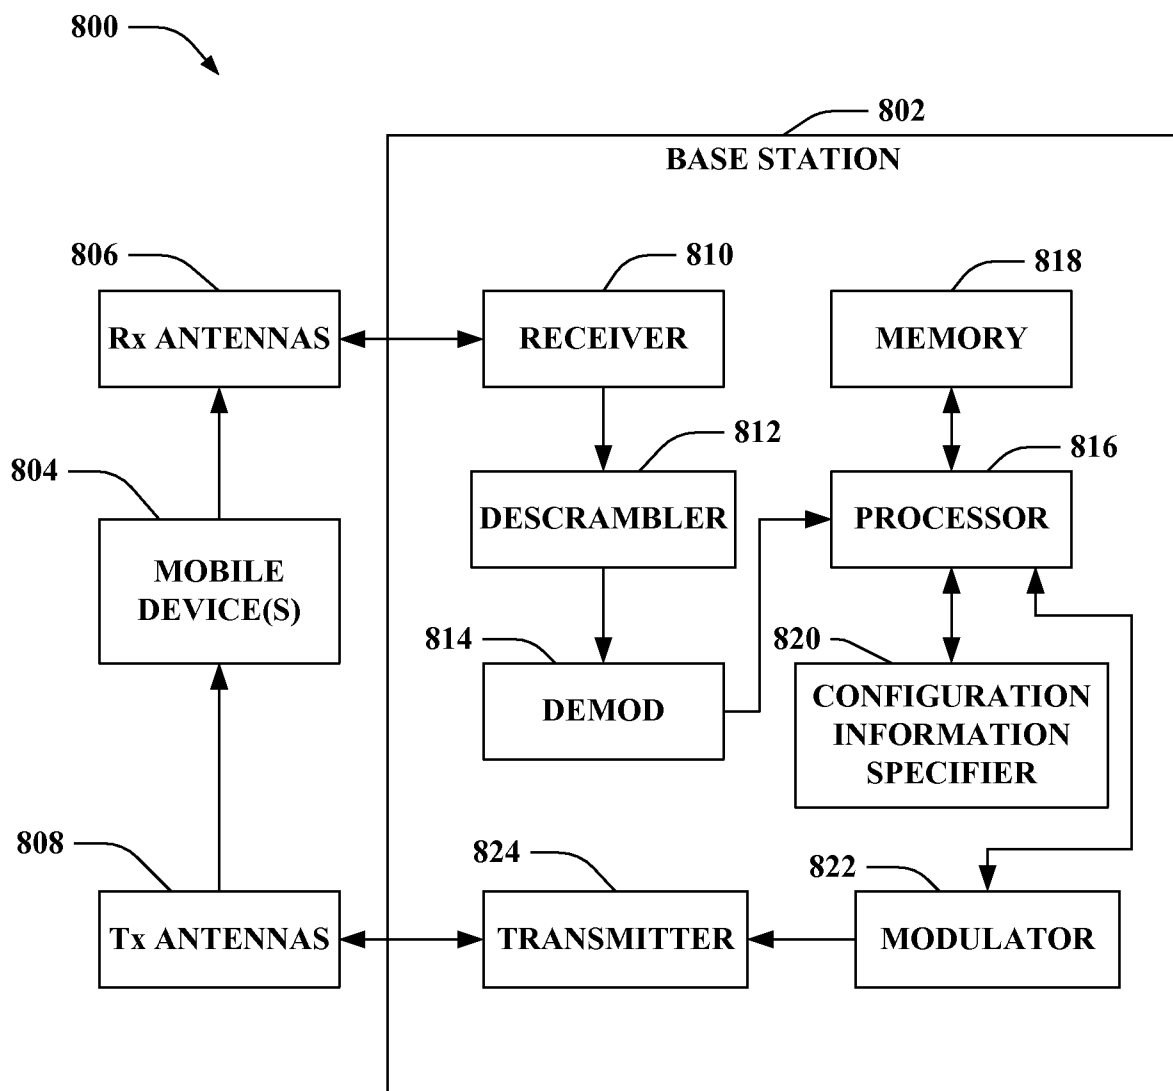 800
802
BASE STATION
806
810
818
Rx ANTENNAS
RECEIVER
MEMORY
804
812
816
DESCRAMBLER
PROCESSOR
MOBILE
DEVICE(S)
814
820
DEMOD
CONFIGURATION
INFORMATION
SPECIFIER
808
824
822
Tx ANTENNAS
TRANSMITTER
MODULATOR